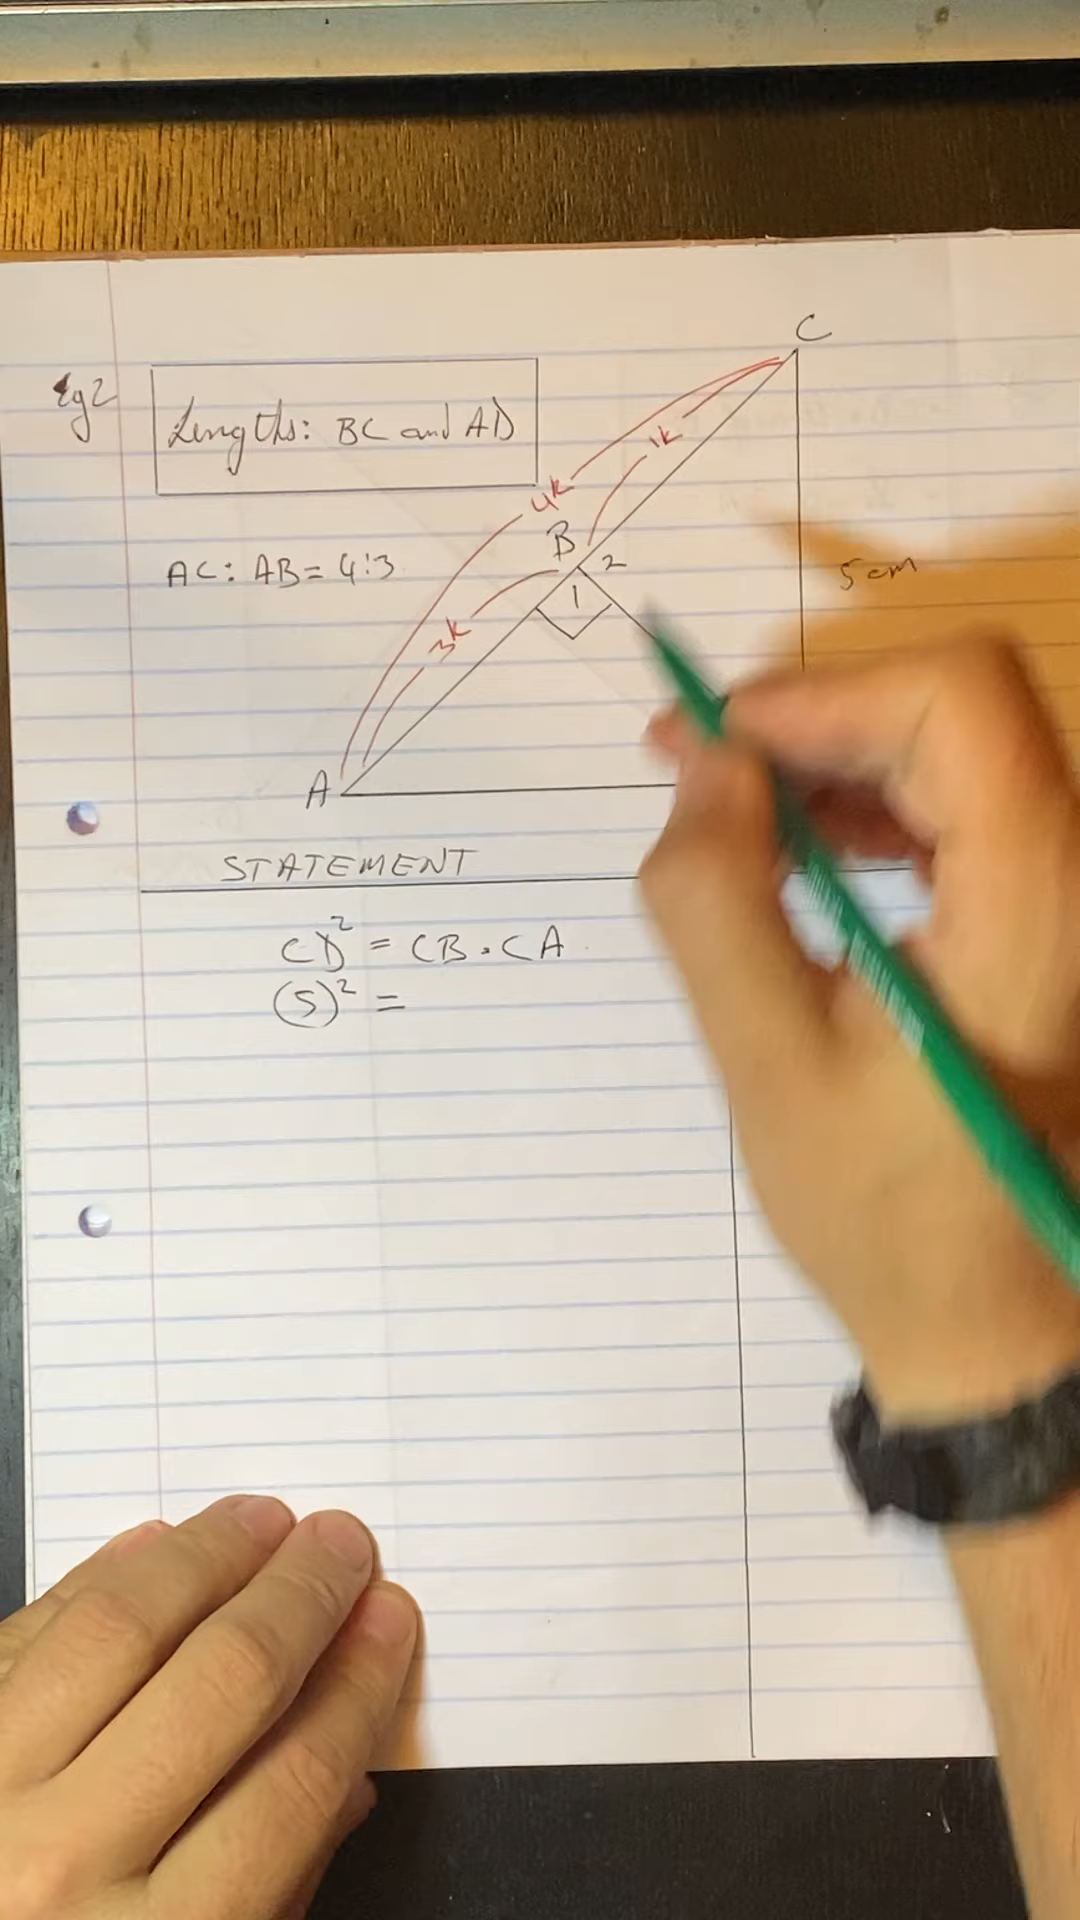 Eg2
Lengths: BC and AD
AC: AB = 4:3
C
4k
1k
B
2
1
5cm
3k
A
STATEMENT
CD² = CB.CA
(5)² =